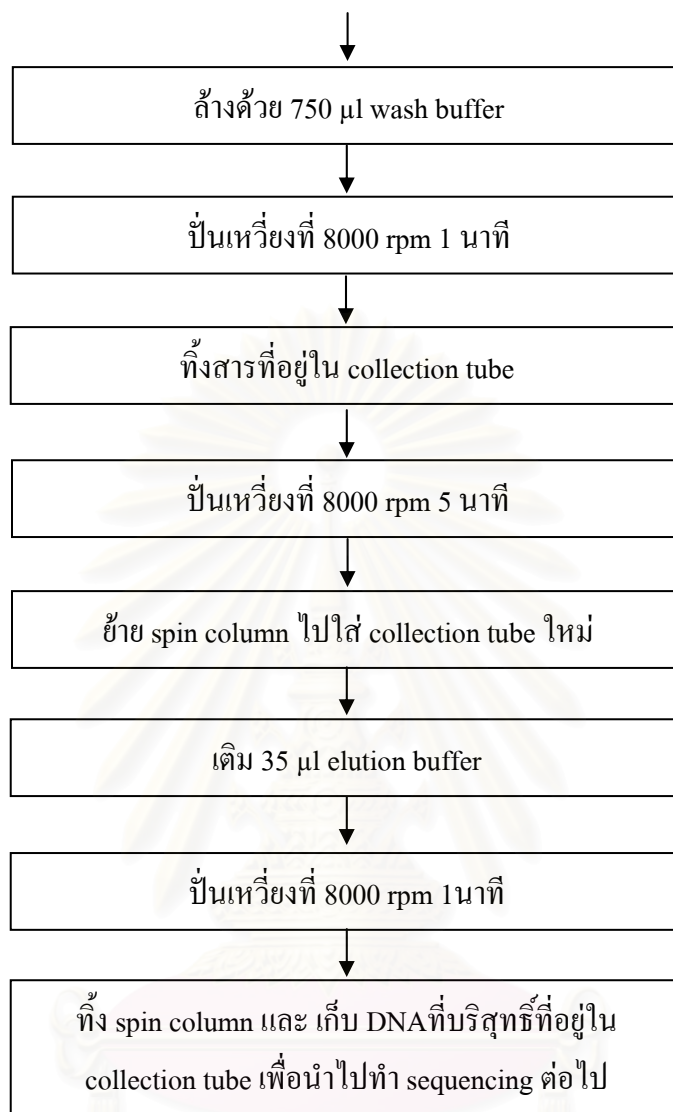 ล้างด้วย 750 µl wash buffer
ปั่นเหวี่ยงที่ 8000 rpm 1 นาที
ทิ้งสารที่อยู่ใน collection tube
ปั่นเหวี่ยงที่ 8000 rpm 5 นาที
ย้าย spin column ไปใส่ collection tube ใหม่
เติม 35 µl elution buffer
ปั่นเหวี่ยงที่ 8000 rpm 1นาที
ทิ้ง spin column และ เก็บ DNAที่บริสุทธิ์ที่อยู่ใน
collection tube เพื่อนำไปทำ sequencing ต่อไป